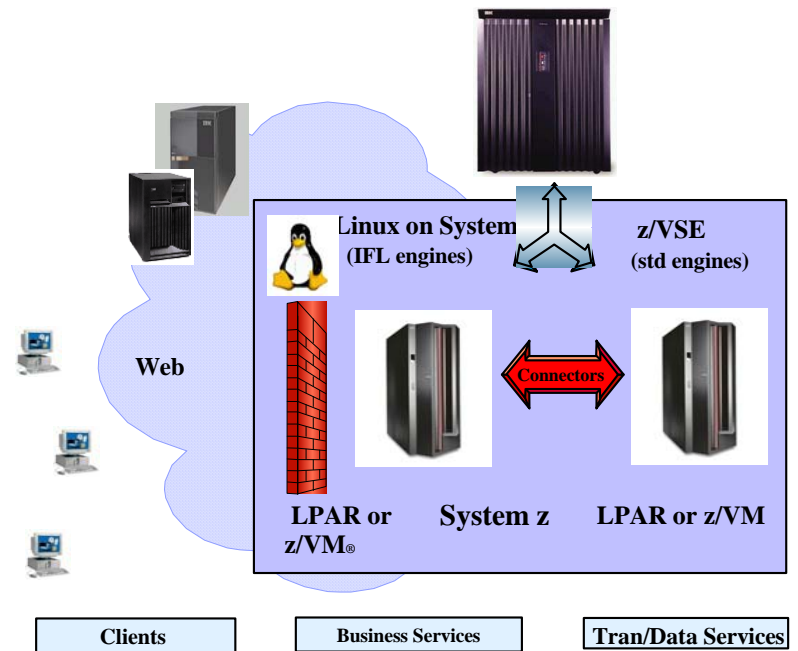 Linux on System
(IFL engines)
z/VSE
(std engines)
Web
Connectors
LPAR or
z/VM®
System z
LPAR or z/VM
Clients
Business Services
Tran/Data Services